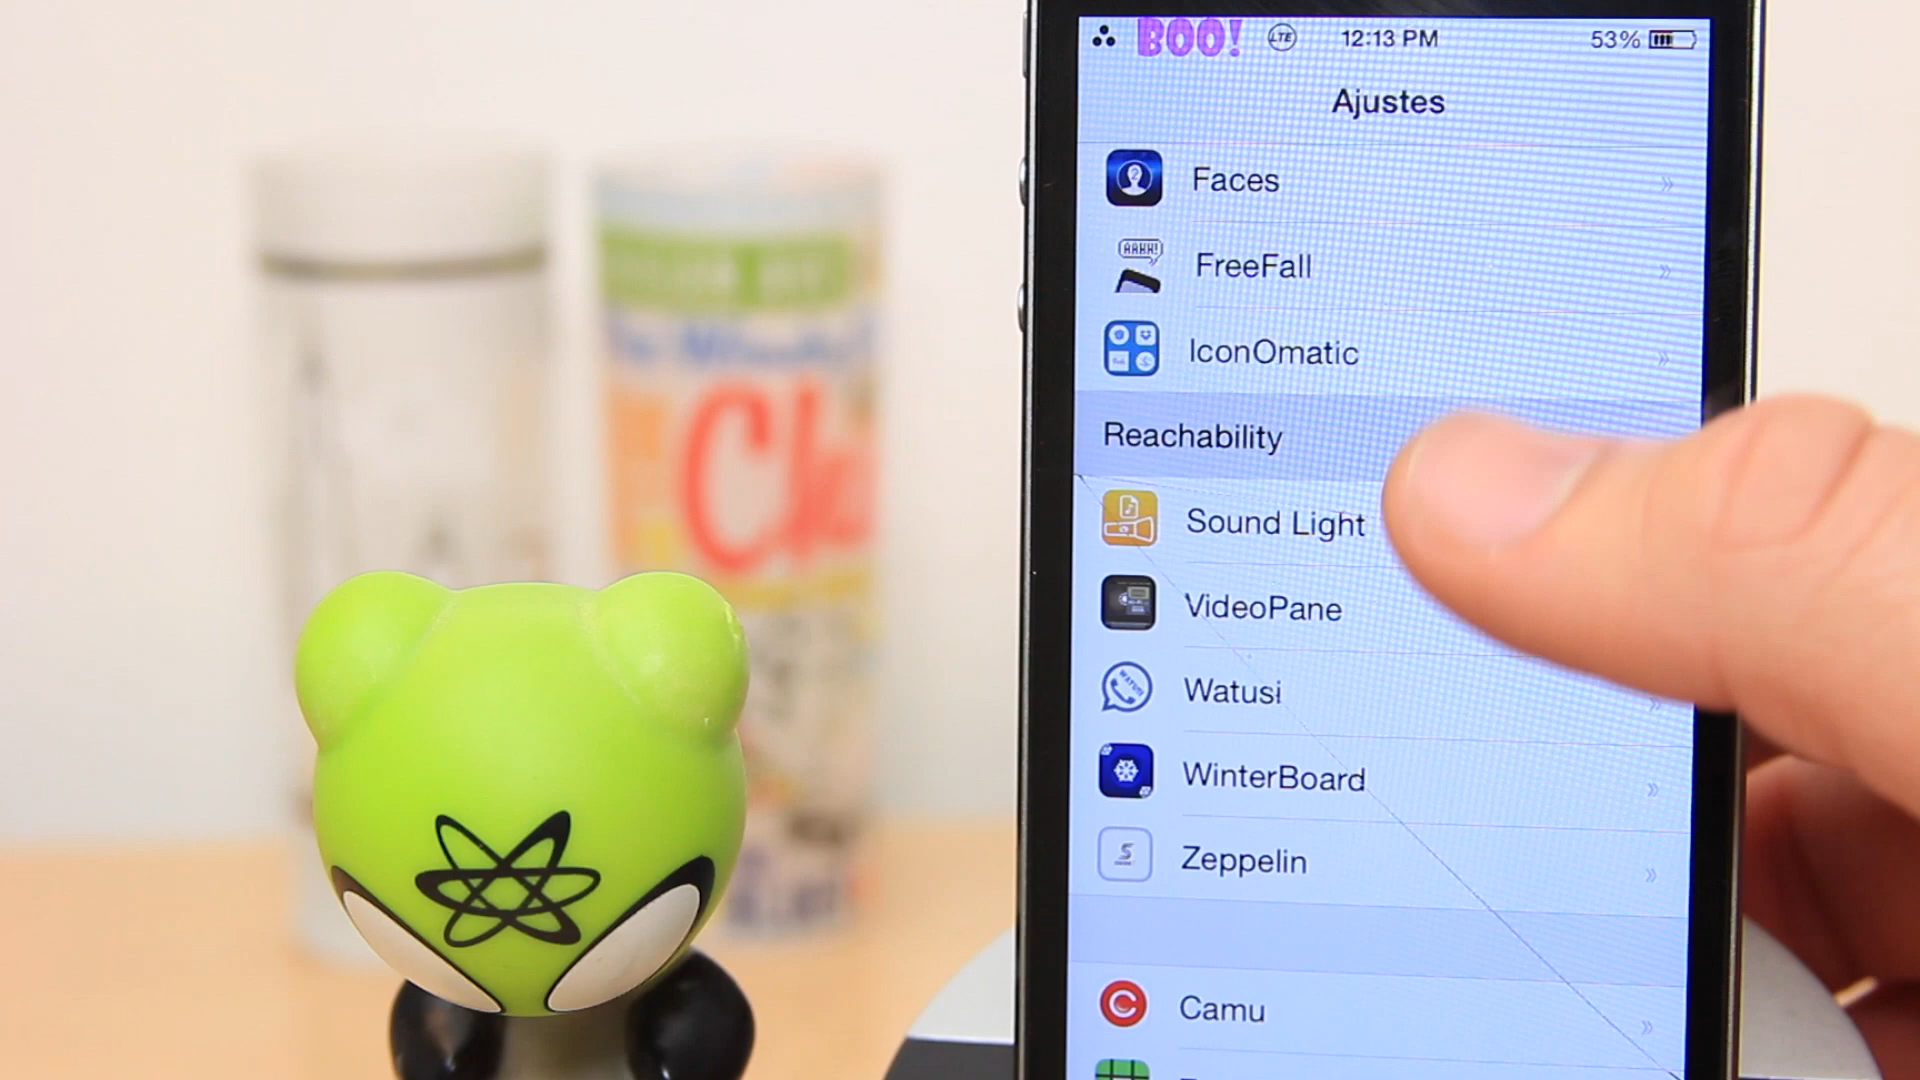 BOO! LTE 12:13 PM 53%
Ajustes
Faces
AAHH!
FreeFall
IconOmatic
Reachability
Sound Light
VideoPane
WATUSI
Watusi
WinterBoard
Zeppelin
Camu